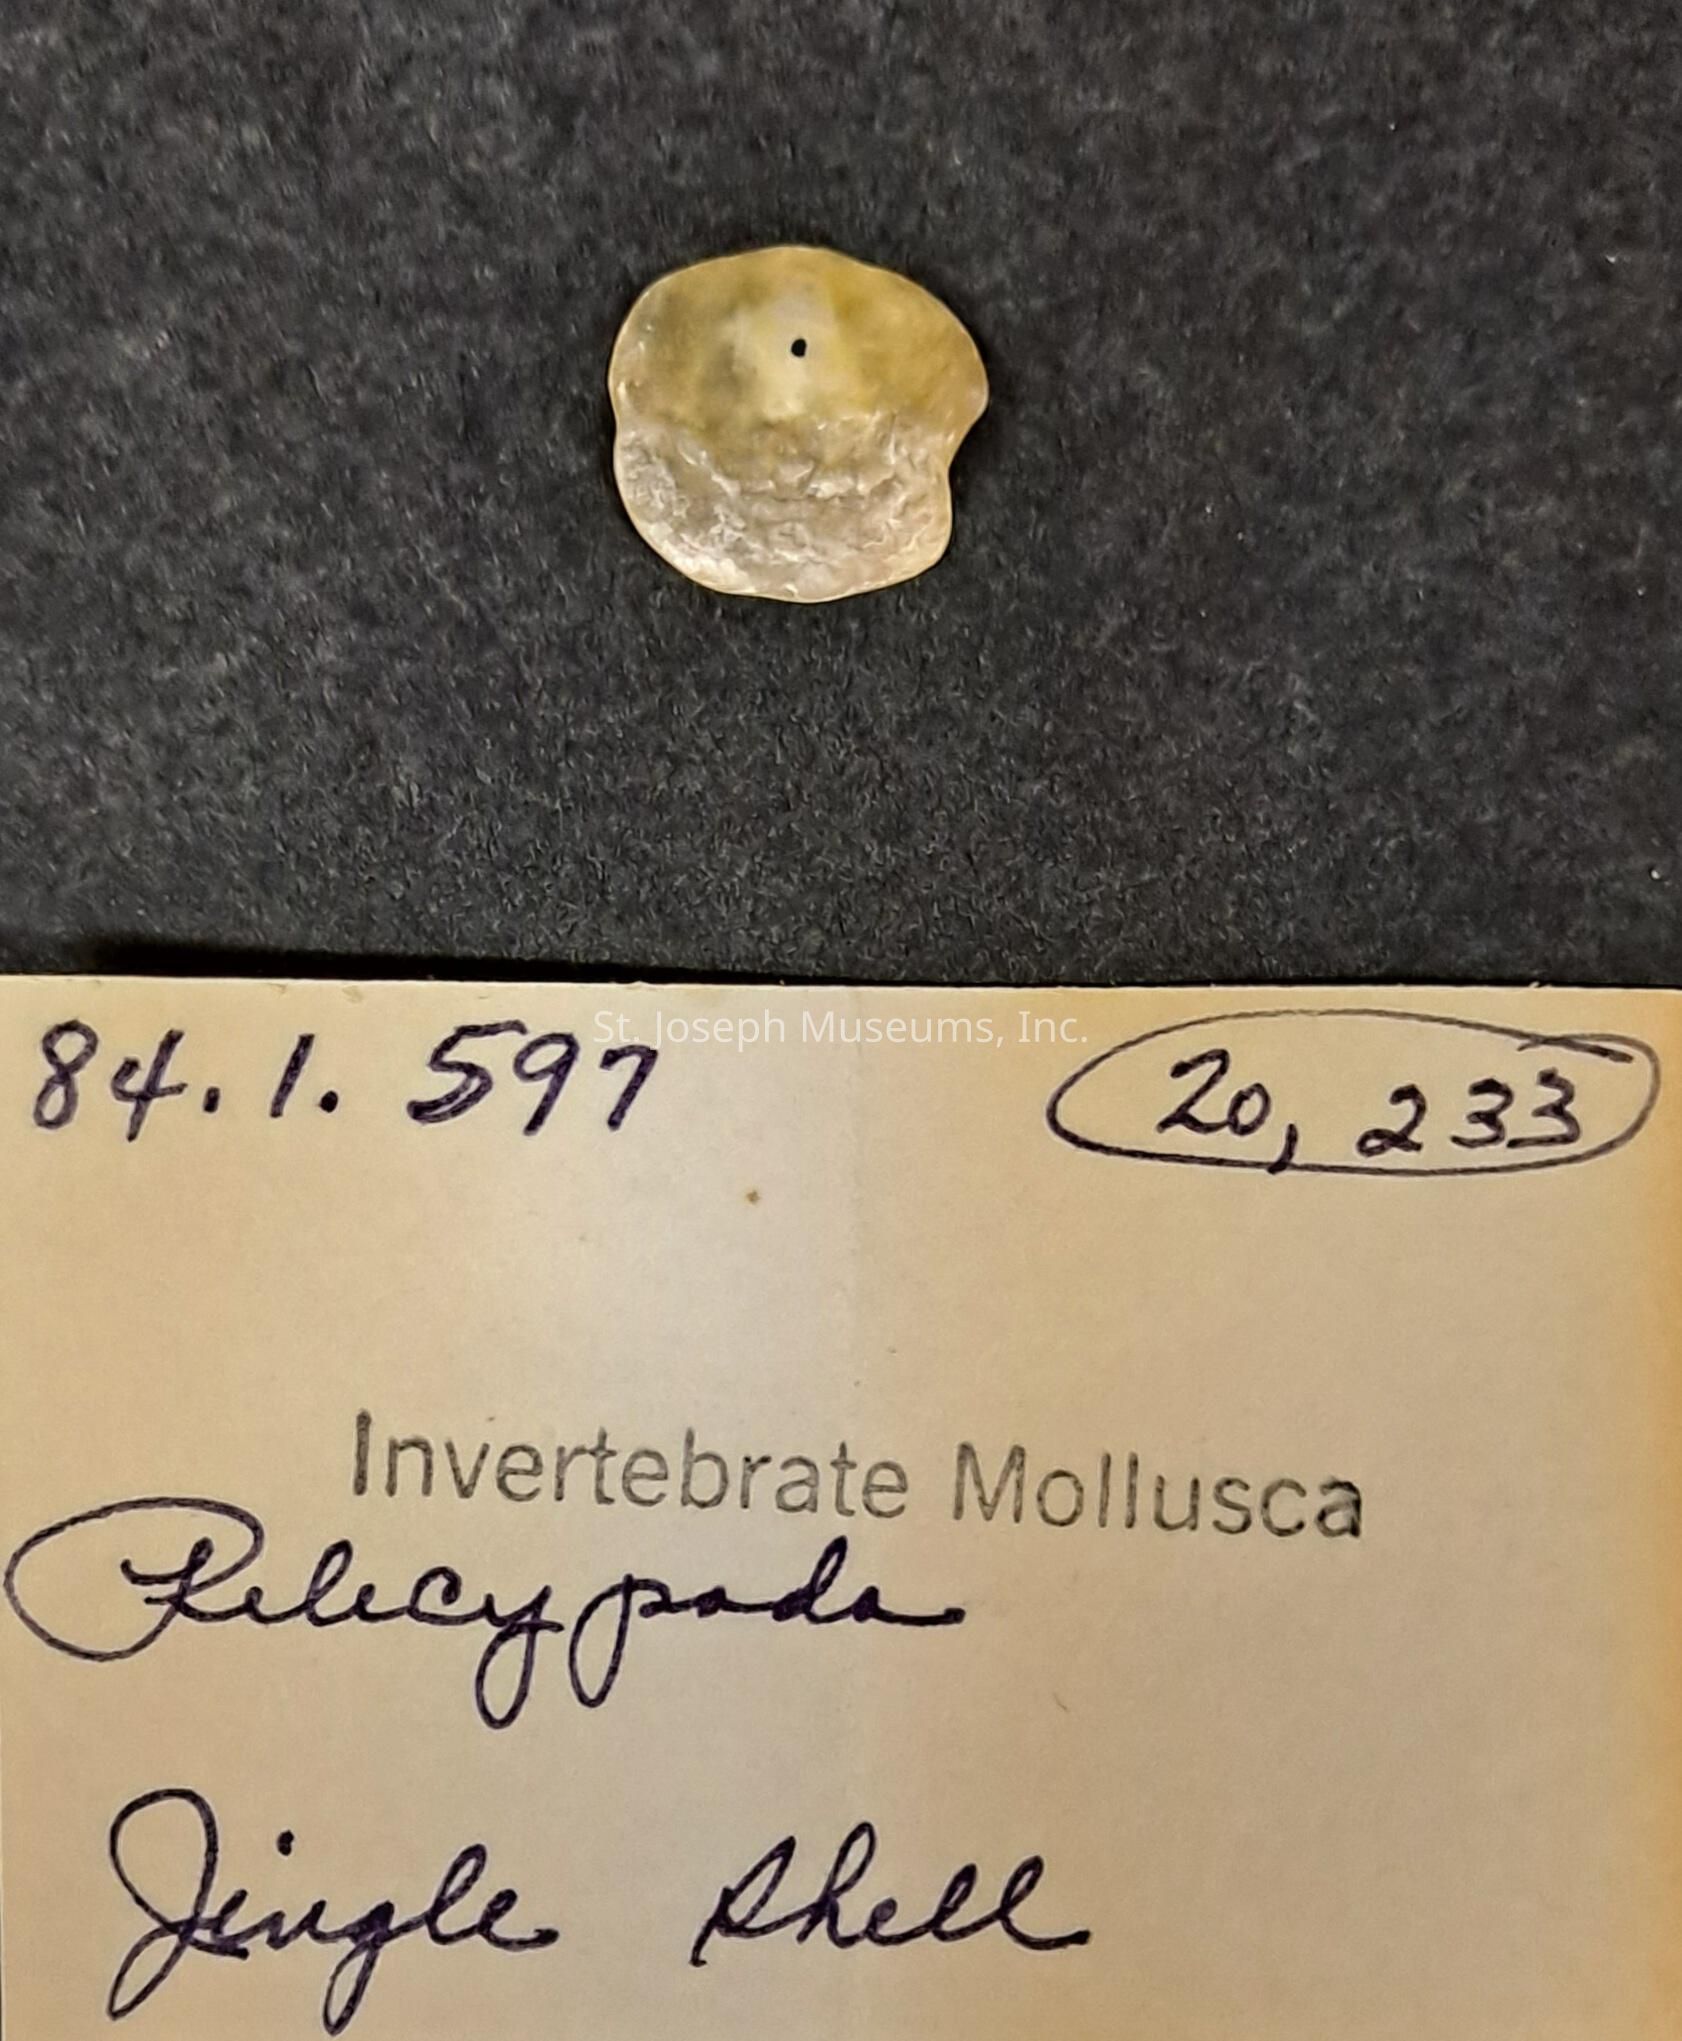 St. Joseph Museums, Inc.
84.1.597
20,233
Invertebrate Mollusca
Pelecypoda
Jingle Shell